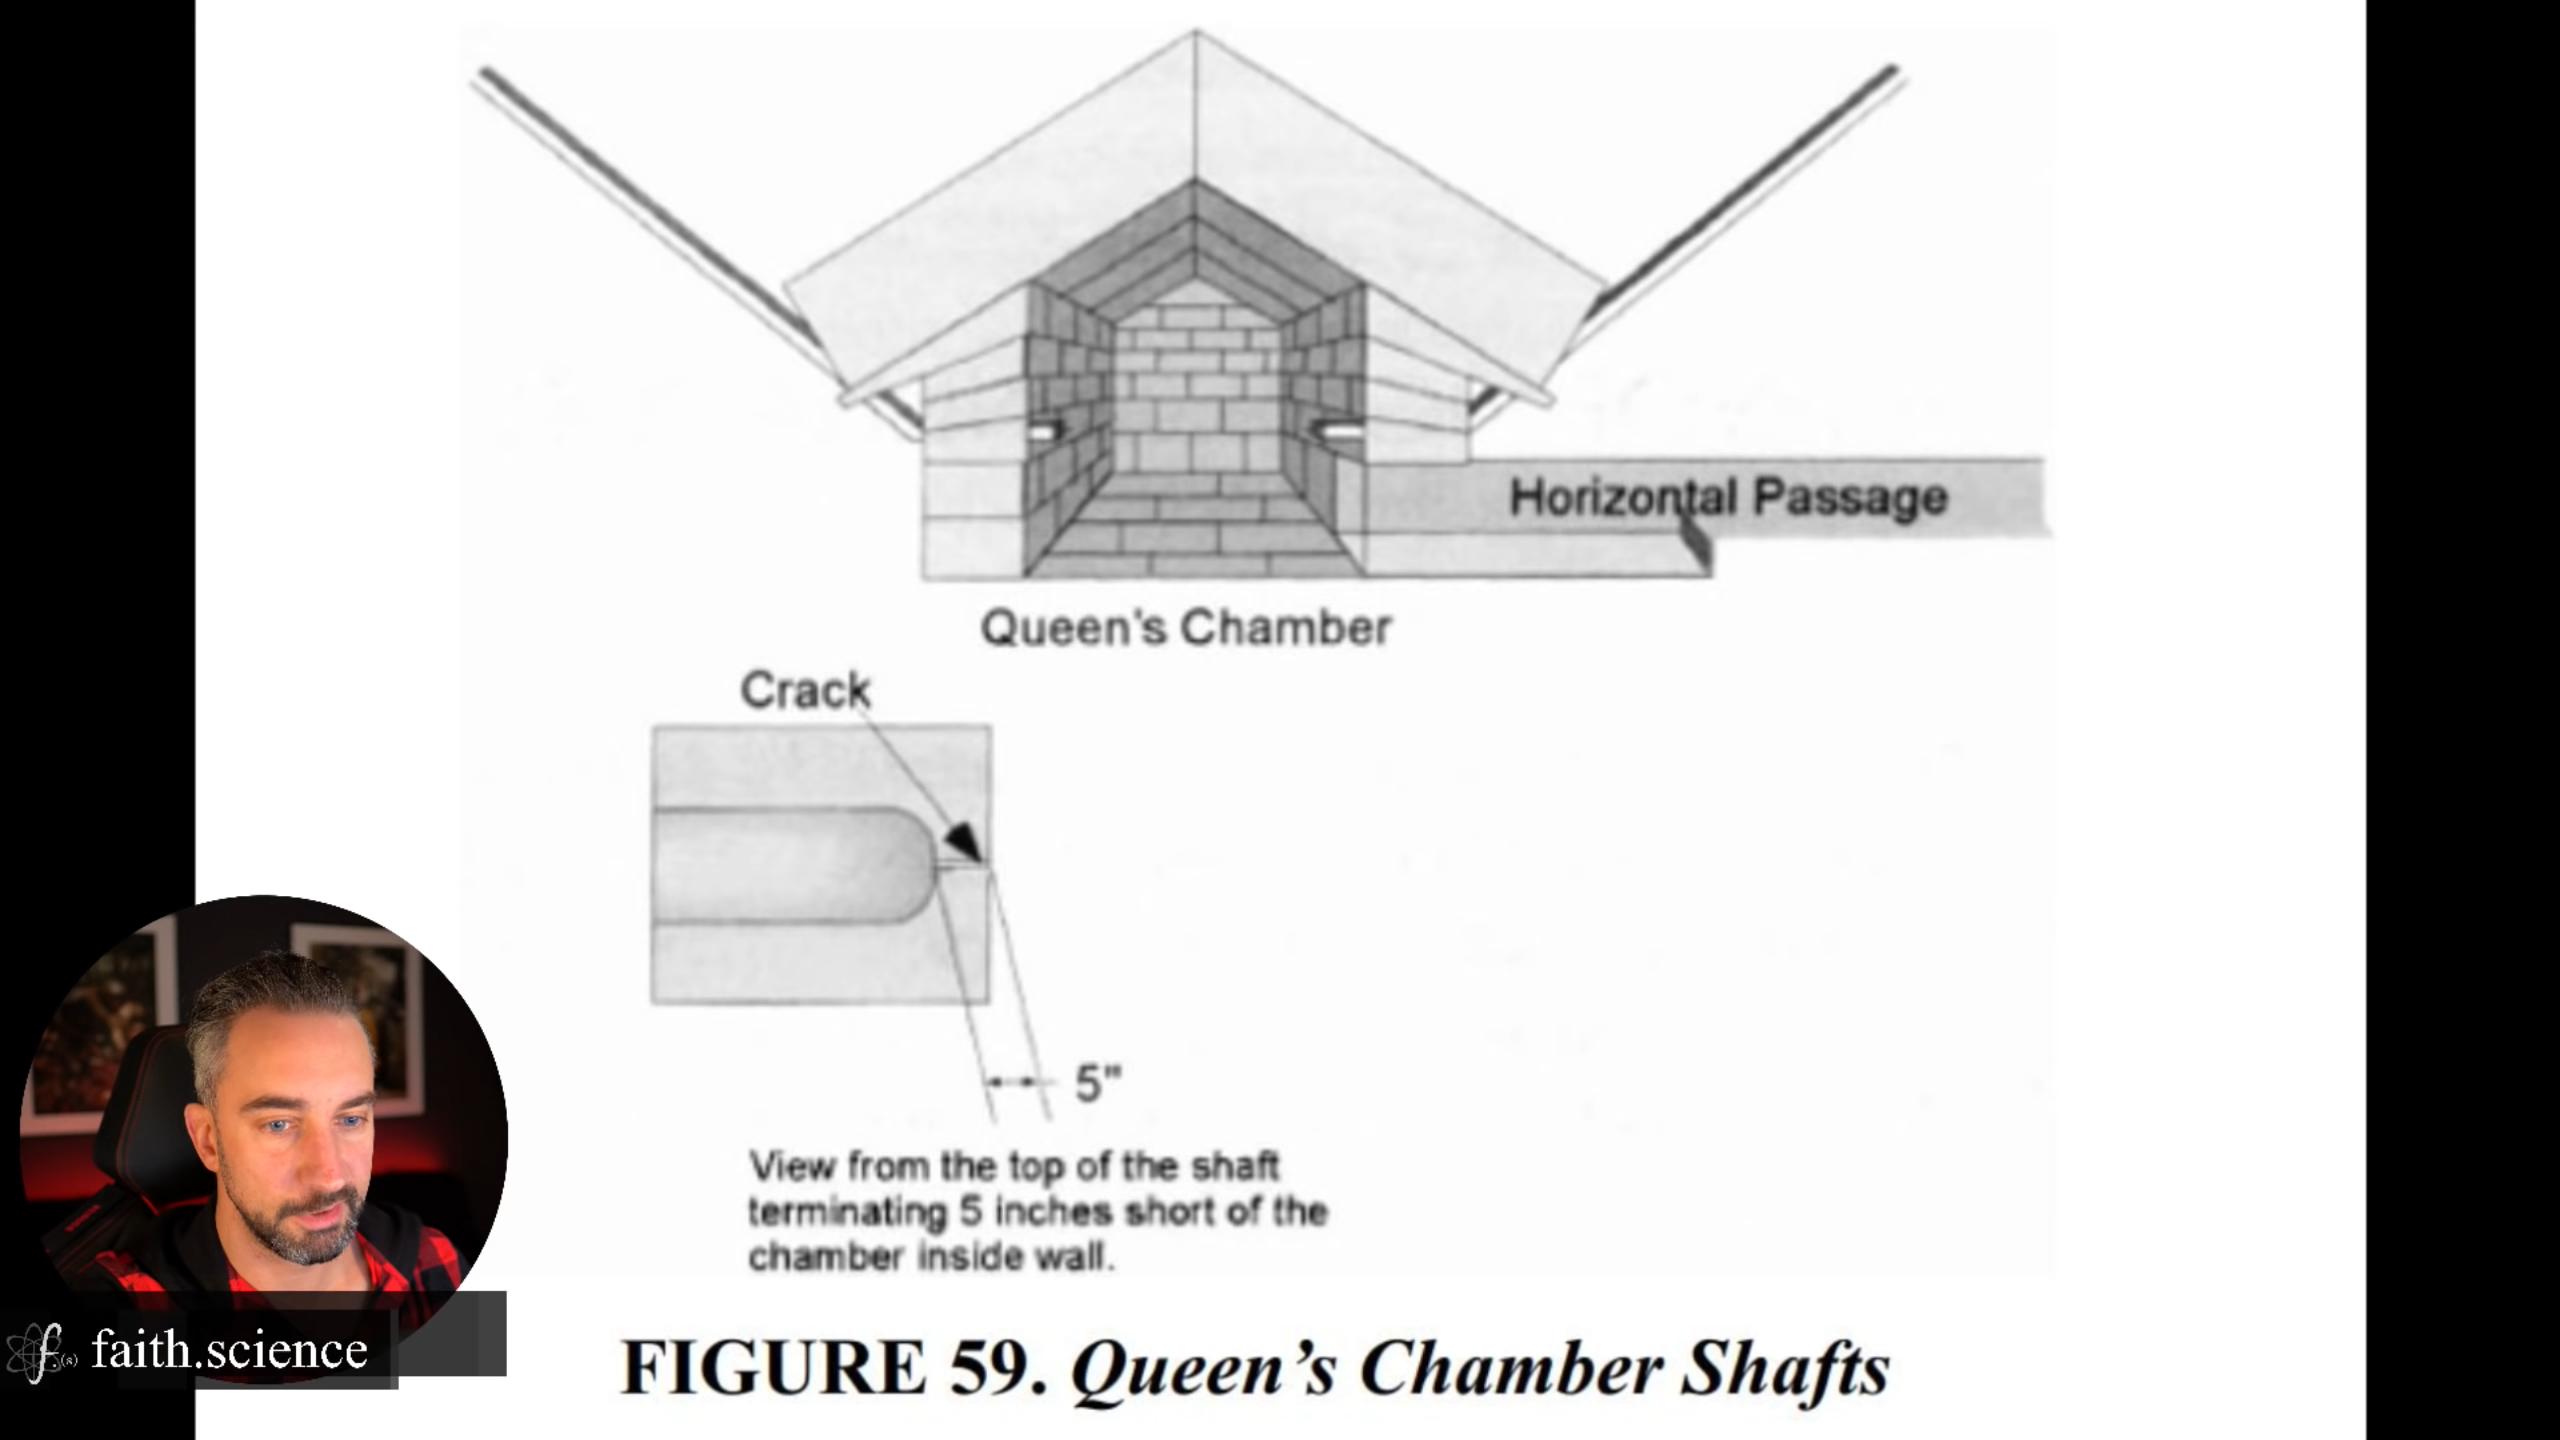 Horizontal Passage
Queen's Chamber
Crack
5"
View from the top of the shaft
terminating 5 inches short of the
chamber inside wall.
FIGURE 59. Queen’s Chamber Shafts
faith.science